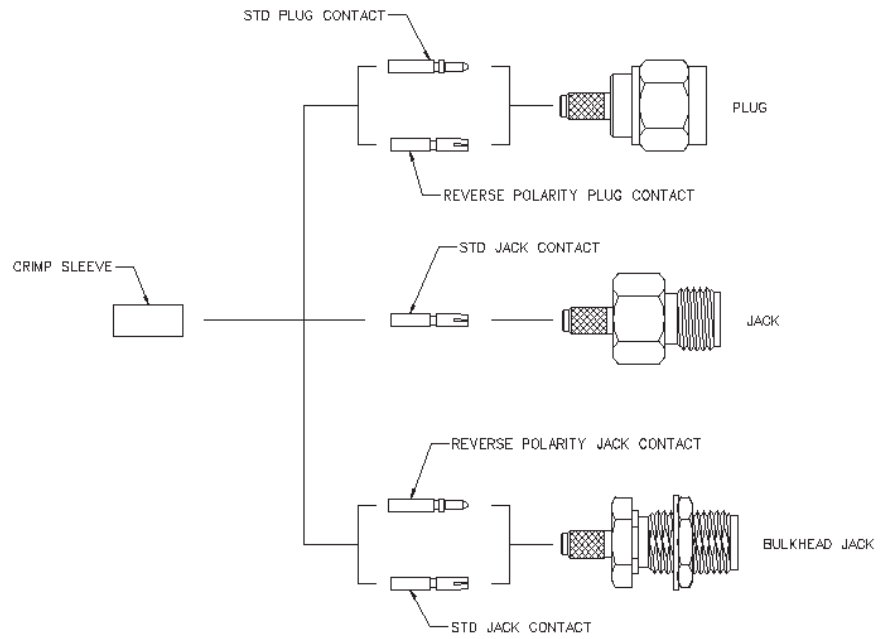 STD PLUG CONTACT
PLUG
REVERSE POLARITY PLUG CONTACT
STD JACK CONTACT
CRIMP SLEEVE
JACK
REVERSE POLARITY JACK CONTACT
BULKHEAD JACK
STD JACK CONTACT